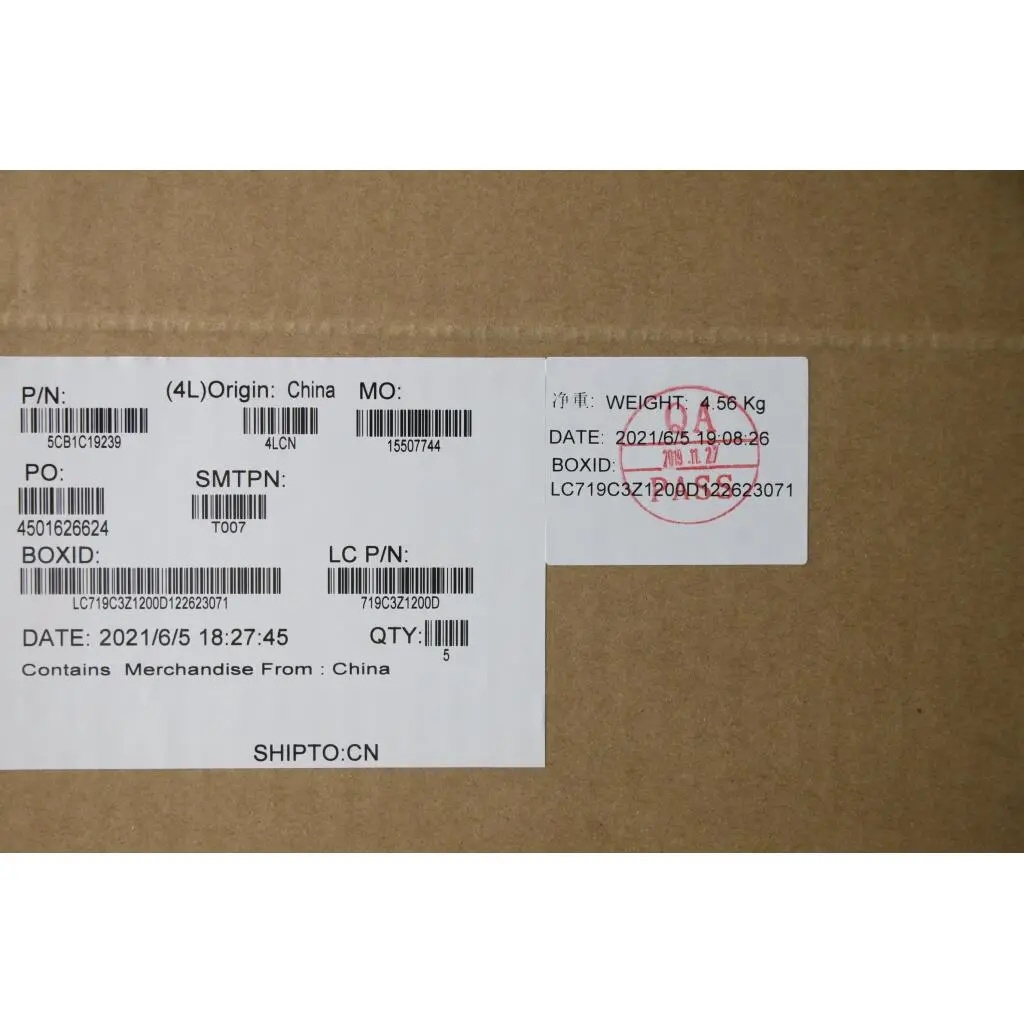 P/N:
5CB1C19239
(4L)Origin: China
4LCN
MO:
15507744
PO:
4501626624
SMTPN:
T007
BOXID:
LC719C3Z1200D122623071
LC P/N:
719C3Z1200D
DATE: 2021/6/5 18:27:45
QTY:
5
Contains Merchandise From : China
SHIPTO:CN
净重: WEIGHT: 4.56 Kg
DATE: 2021/6/5 19:08:26
BOXID:
LC719C3Z1200D122623071
QA
2019.11.27
PASS